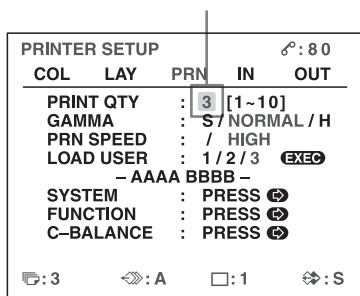 PRINTER SETUP :80
COL LAY PRN IN OUT
PRINT QTY : 3 [1~10]
GAMMA : S / NORMAL / H
PRN SPEED : / HIGH
LOAD USER : 1 / 2 / 3 EXEC
– AAAA BBBB –
SYSTEM : PRESS
FUNCTION : PRESS
C–BALANCE : PRESS
:3 :A :1 :S